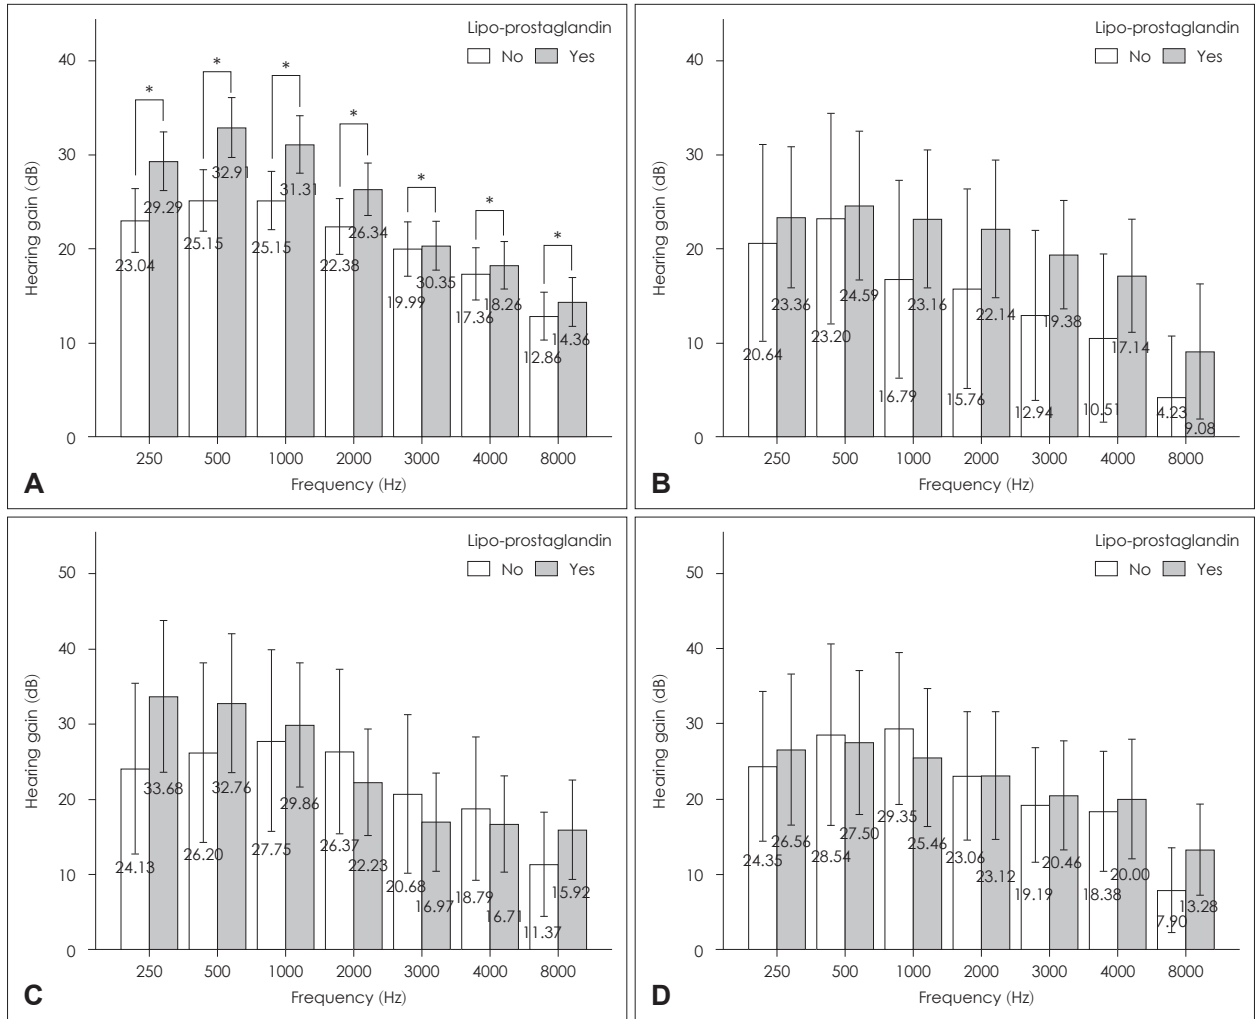 Lipo-prostaglandin
No Yes
Hearing gain (dB)
40
30
20
10
0
* * * * * * *
23.04 29.29 25.15 32.91 25.15 31.31 22.38 26.34 19.99 30.35 17.36 18.26 12.86 14.36
250 500 1000 2000 3000 4000 8000
Frequency (Hz)
A
Lipo-prostaglandin
No Yes
Hearing gain (dB)
40
30
20
10
0
20.64 23.36 23.20 24.59 16.79 23.16 15.76 22.14 12.94 19.38 10.51 17.14 4.23 9.08
250 500 1000 2000 3000 4000 8000
Frequency (Hz)
B
Lipo-prostaglandin
No Yes
Hearing gain (dB)
50
40
30
20
10
0
24.13 33.68 26.20 32.76 27.75 29.86 26.37 22.23 20.68 16.97 18.79 16.71 11.37 15.92
250 500 1000 2000 3000 4000 8000
Frequency (Hz)
C
Lipo-prostaglandin
No Yes
Hearing gain (dB)
50
40
30
20
10
0
24.35 26.56 28.54 27.50 29.35 25.46 23.06 23.12 19.19 20.46 18.38 20.00 7.90 13.28
250 500 1000 2000 3000 4000 8000
Frequency (Hz)
D